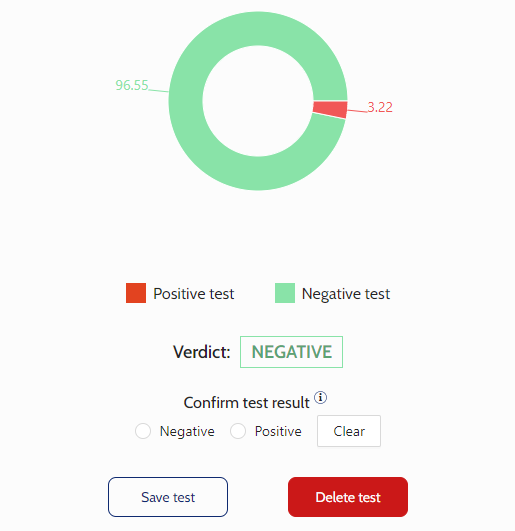 96.55
3.22
Positive test Negative test
Verdict: NEGATIVE
Confirm test result
Negative Positive Clear
Save test Delete test